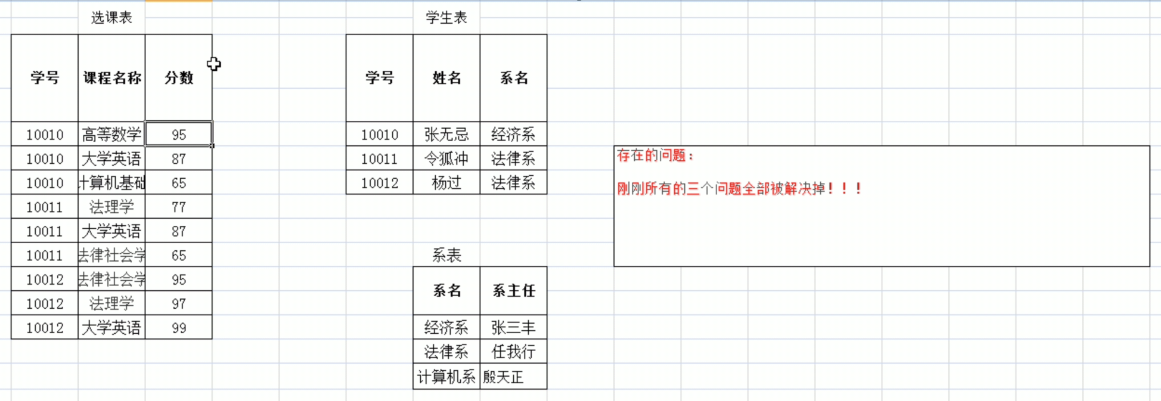 选课表
学号 课程名称 分数
10010 高等数学 95
10010 大学英语 87
10010 计算机基础 65
10011 法理学 77
10011 大学英语 87
10011 法律社会学 65
10012 法律社会学 95
10012 法理学 97
10012 大学英语 99
学生表
学号 姓名 系名
10010 张无忌 经济系
10011 令狐冲 法律系
10012 杨过 法律系
系表
系名 系主任
经济系 张三丰
法律系 任我行
计算机系 殷天正
存在的问题：
刚刚所有的三个问题全部被解决掉！！！